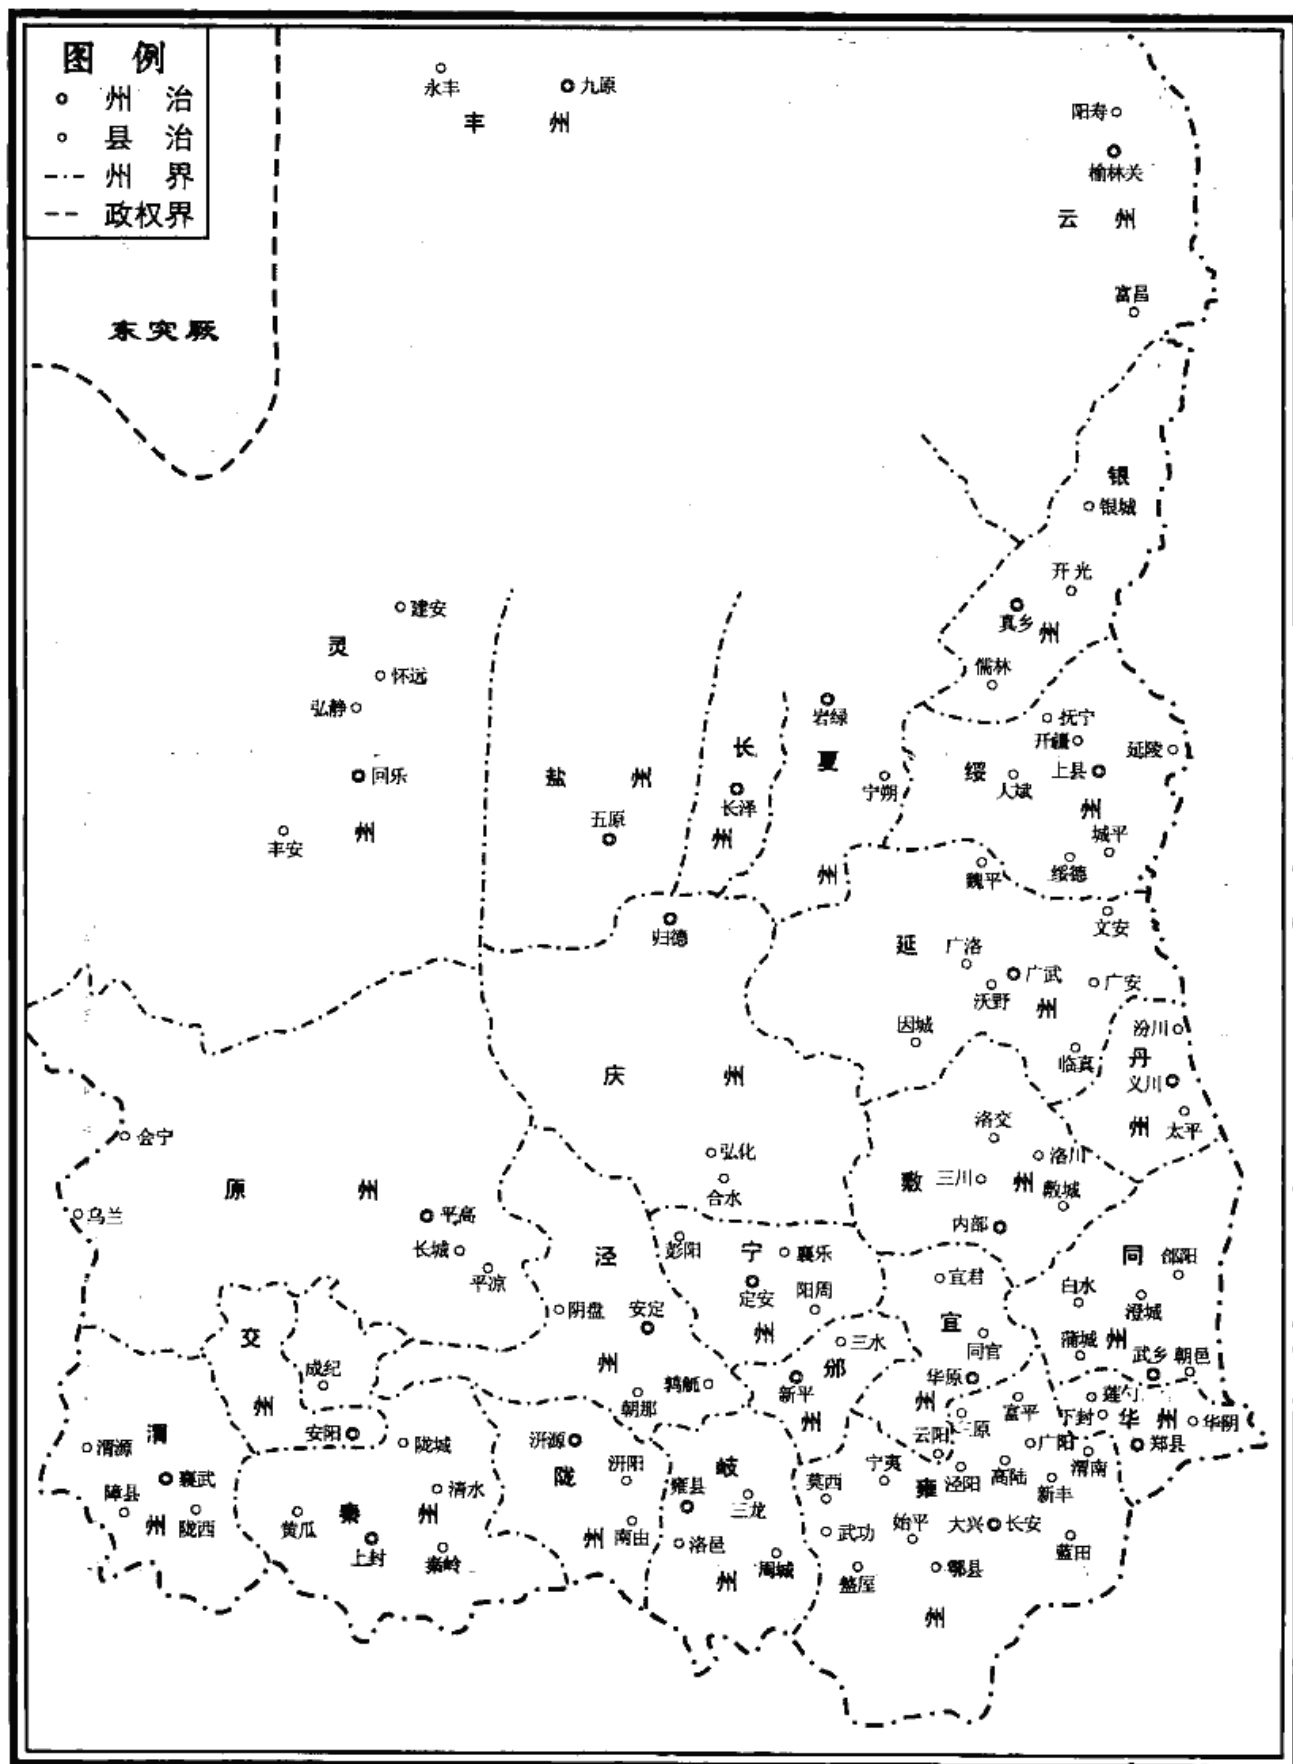 图 例
州 治
县 治
州 界
政权界
永丰
九原
丰 州
阳寿
榆林关
云 州
富昌
东突厥
银
银城
开光
真乡
州
儒林
建安
灵
怀远
弘静
回乐
州
丰安
盐 州
五原
长
长泽
州
岩绿
夏
宁朔
州
抚宁
开疆
延陵
绥
大斌
上县
州
城平
绥德
魏平
归德
文安
延
广洛
广武
沃野
广安
州
因城
临真
汾川
丹
义川
州
太平
庆 州
洛交
洛川
三川
敷
州
敷城
内部
会宁
弘化
合水
原 州
乌兰
平高
长城
平凉
泾
彭阳
宁
襄乐
定安
阳周
州
阴盘
安定
州
鹑觚
朝那
宜君
宜
同官
华原
州
同
郃阳
白水
澄城
蒲城
州
武乡
朝邑
三水
豳
新平
州
交
成纪
州
安阳
渭
渭源
襄武
障县
州
陇西
陇城
清水
秦 州
黄瓜
上封
秦岭
汧源
陇
汧阳
州
南由
岐
雍县
三龙
洛邑
周城
州
莲勺
下封
华 州
华阴
郑县
富平
三原
云阳
广阳
渭南
宁夷
泾阳
高陆
新丰
莫西
雍
武功
始平
大兴
长安
蓝田
盩厔
鄠县
州